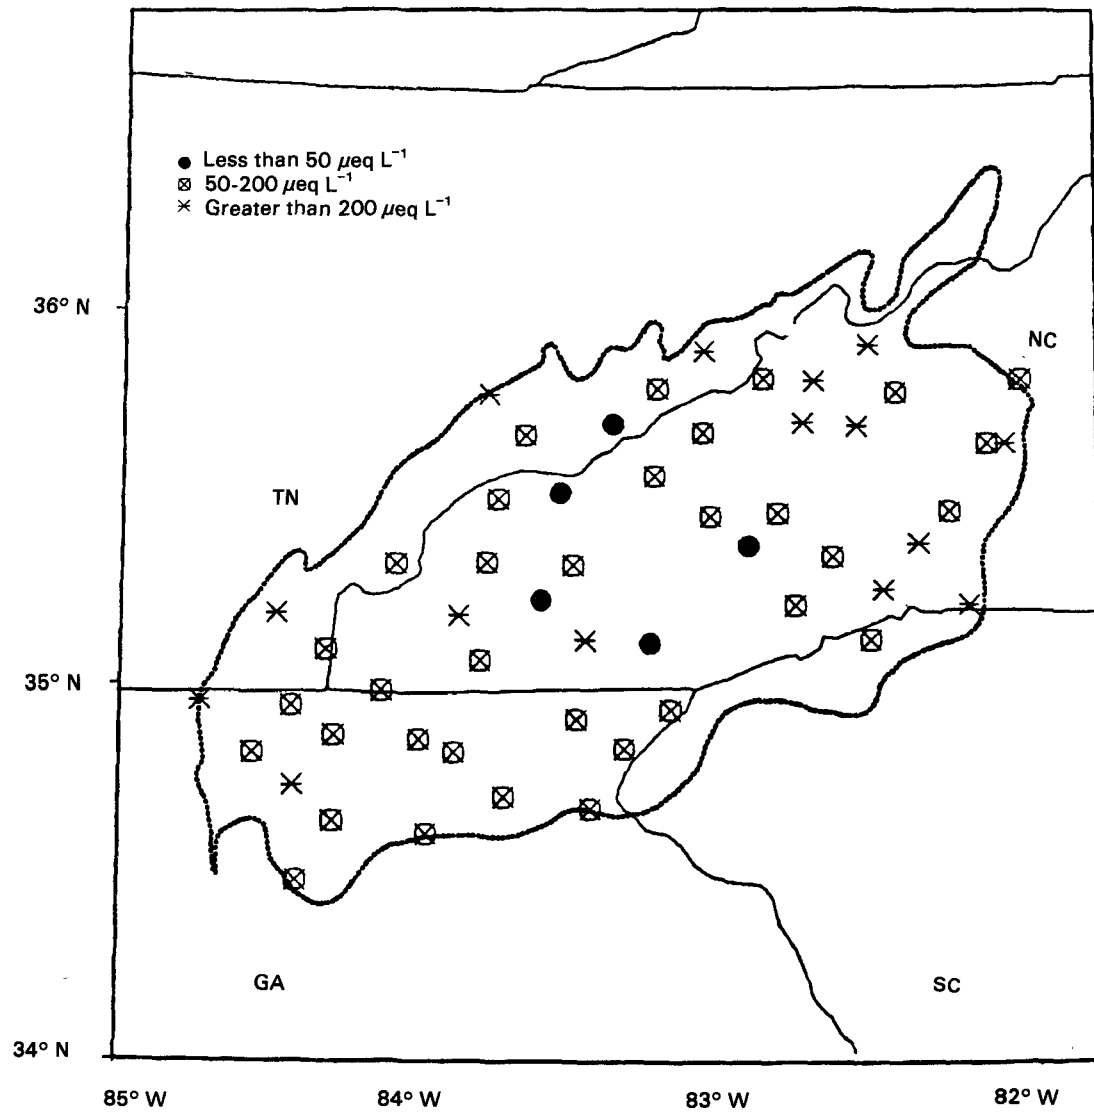 Less than 50 μeq L⁻¹
50-200 μeq L⁻¹
Greater than 200 μeq L⁻¹
36° N
NC
TN
35° N
GA
SC
34° N
85° W
84° W
83° W
82° W